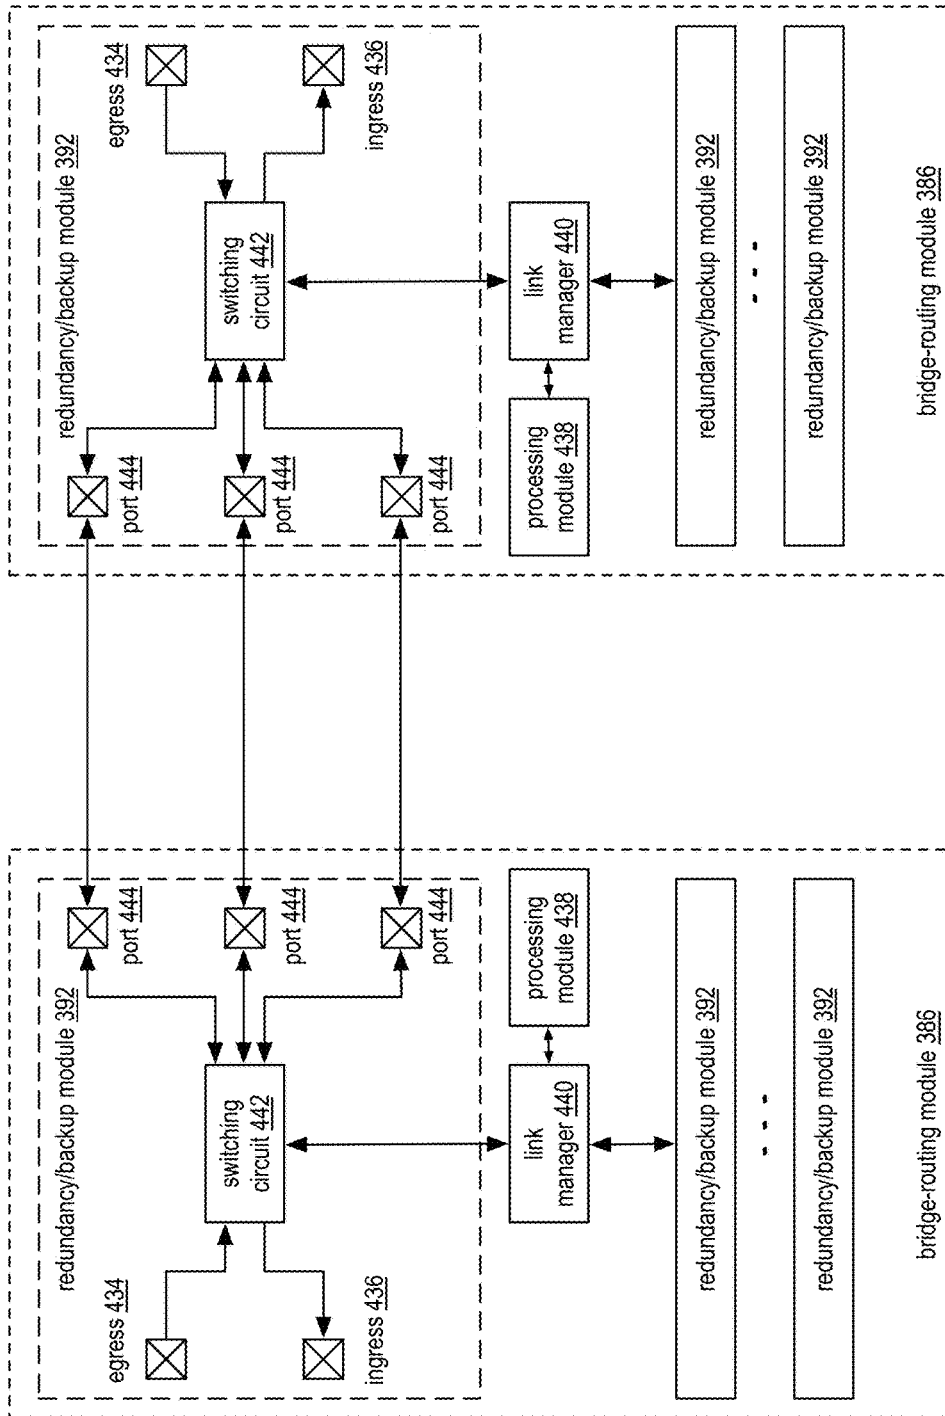 redundancy/backup module 392
egress 434
switching
circuit 442
ingress 436
port 444
port 444
port 444
link
manager 440
processing
module 438
redundancy/backup module 392
redundancy/backup module 392
bridge-routing module 386
redundancy/backup module 392
port 444
port 444
port 444
switching
circuit 442
egress 434
ingress 436
processing
module 438
link
manager 440
redundancy/backup module 392
redundancy/backup module 392
bridge-routing module 386